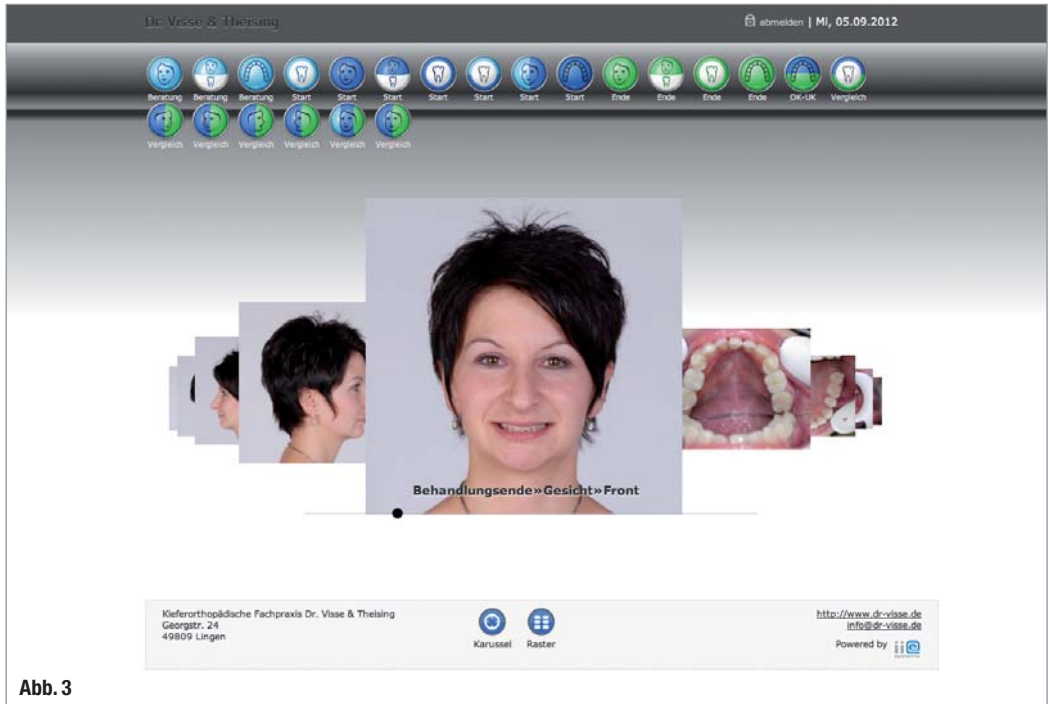 Dr. Visse & Theising
abmelden | Mi, 05.09.2012
Beratung Beratung Beratung Start Start Start Start Start Start Start Ende Ende Ende Ende OK-UK Vergleich
Vergleich Vergleich Vergleich Vergleich Vergleich Vergleich
Behandlungsende»Gesicht»Front
Kieferorthopädische Fachpraxis Dr. Visse & Theising
Georgstr. 24
49809 Lingen
Karussel Raster
http://www.dr-visse.de
info@dr-visse.de
Powered by iie systems
Abb. 3